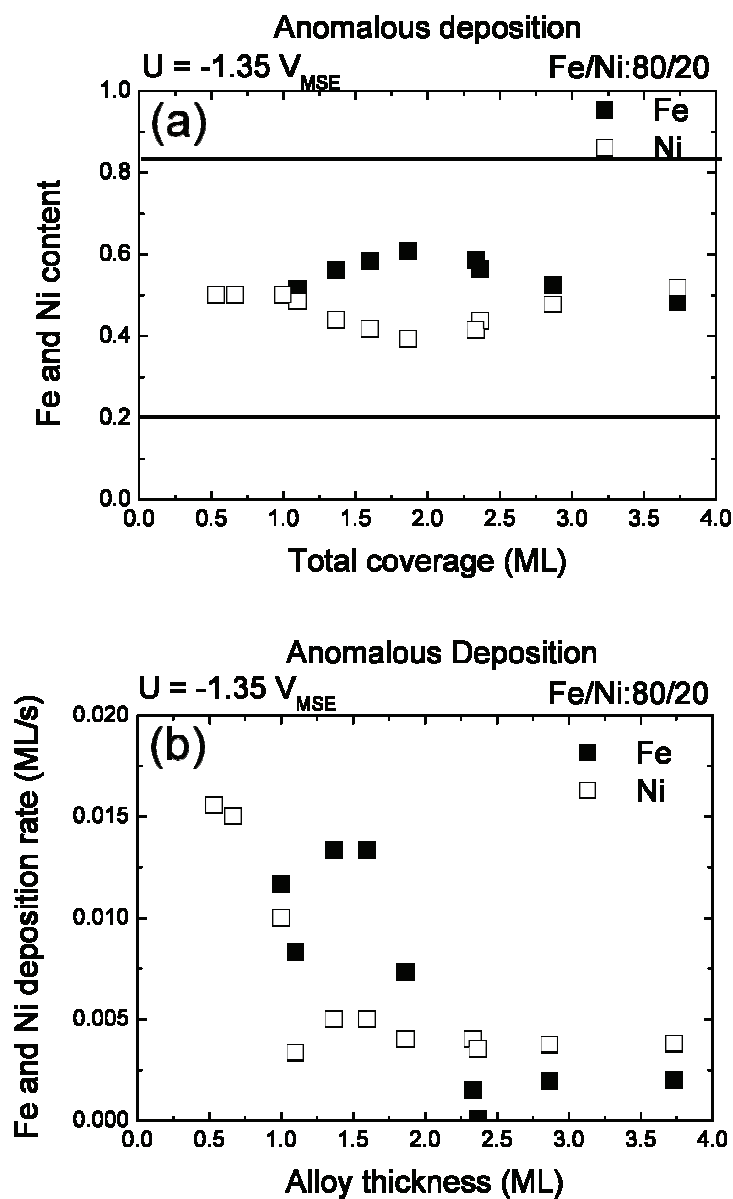 Anomalous deposition
U = -1.35 VMSE Fe/Ni:80/20
(a)
Fe
Ni
1.0
0.8
0.6
0.4
0.2
0.0
Fe and Ni content
0.0 0.5 1.0 1.5 2.0 2.5 3.0 3.5 4.0
Total coverage (ML)
Anomalous Deposition
U = -1.35 VMSE Fe/Ni:80/20
(b)
Fe
Ni
0.020
0.015
0.010
0.005
0.000
Fe and Ni deposition rate (ML/s)
0.0 0.5 1.0 1.5 2.0 2.5 3.0 3.5 4.0
Alloy thickness (ML)